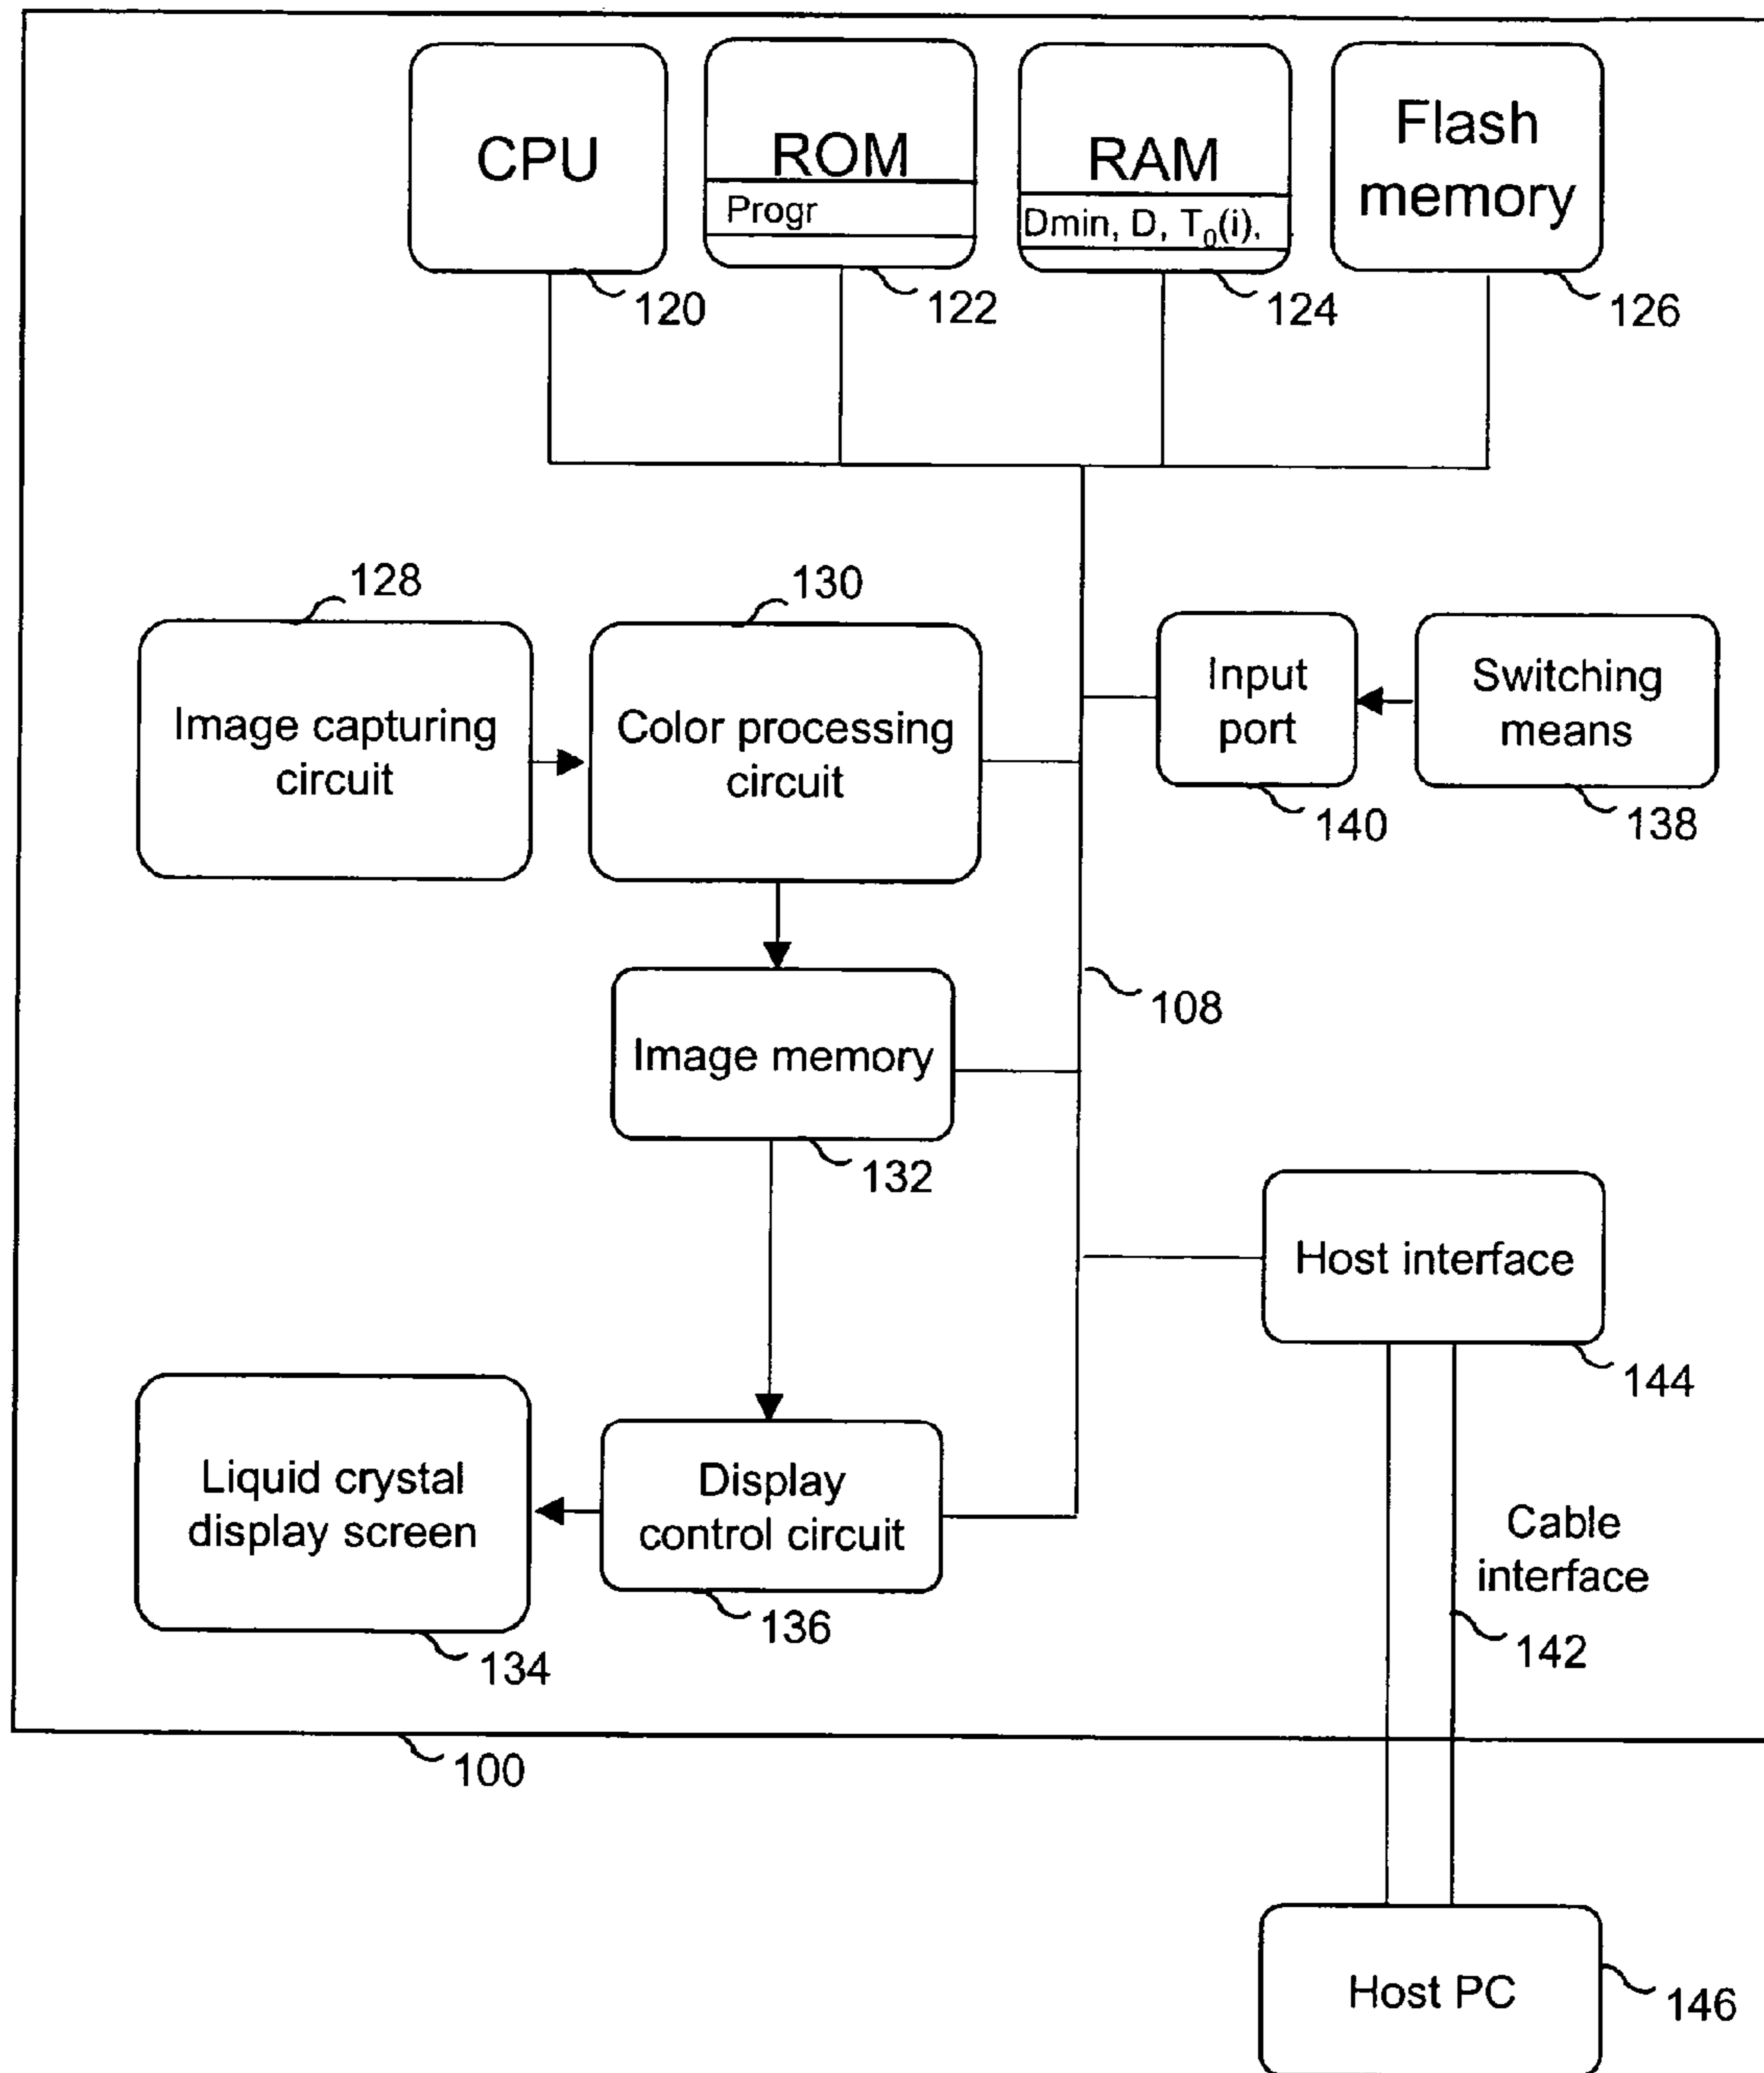 CPU
ROM
Progr
RAM
Dmin, D, T₀(i),
Flash
memory
120
122
124
126
128
130
Image capturing
circuit
Color processing
circuit
Input
port
Switching
means
140
138
Image memory
108
132
Host interface
144
Liquid crystal
display screen
Display
control circuit
Cable
interface
134
136
142
100
Host PC
146